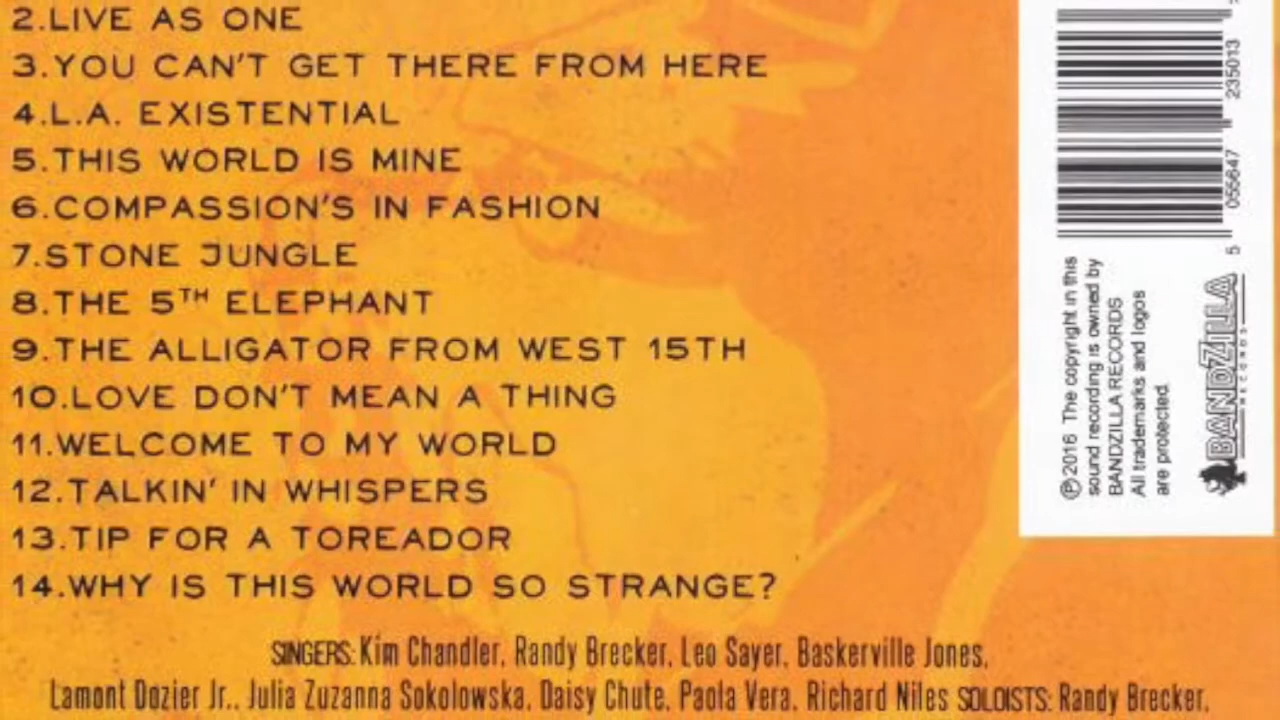 2.LIVE AS ONE
3.YOU CAN'T GET THERE FROM HERE
4.L.A. EXISTENTIAL
5.THIS WORLD IS MINE
6.COMPASSION'S IN FASHION
7.STONE JUNGLE
8.THE 5TH ELEPHANT
9.THE ALLIGATOR FROM WEST 15TH
10.LOVE DON'T MEAN A THING
11.WELCOME TO MY WORLD
12.TALKIN' IN WHISPERS
13.TIP FOR A TOREADOR
14.WHY IS THIS WORLD SO STRANGE?
SINGERS: Kim Chandler, Randy Brecker, Leo Sayer, Baskerville Jones,
Lamont Dozier Jr., Julia Zuzanna Sokolowska, Daisy Chute, Paola Vera, Richard Niles SOLOISTS: Randy Brecker,
5 055647 235013
℗2016 The copyright in this
sound recording is owned by
BANDZILLA RECORDS
All trademarks and logos
are protected
BANDZILLA
RECORDS